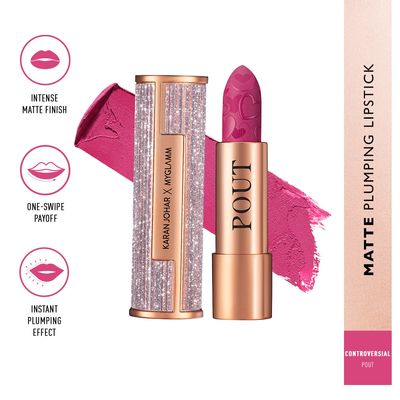 INTENSE
MATTE FINISH
ONE-SWIPE
PAYOFF
INSTANT
PLUMPING
EFFECT
KARAN JOHAR X MYGLAMM
POUT
MATTE PLUMPING LIPSTICK
CONTROVERSIAL
POUT